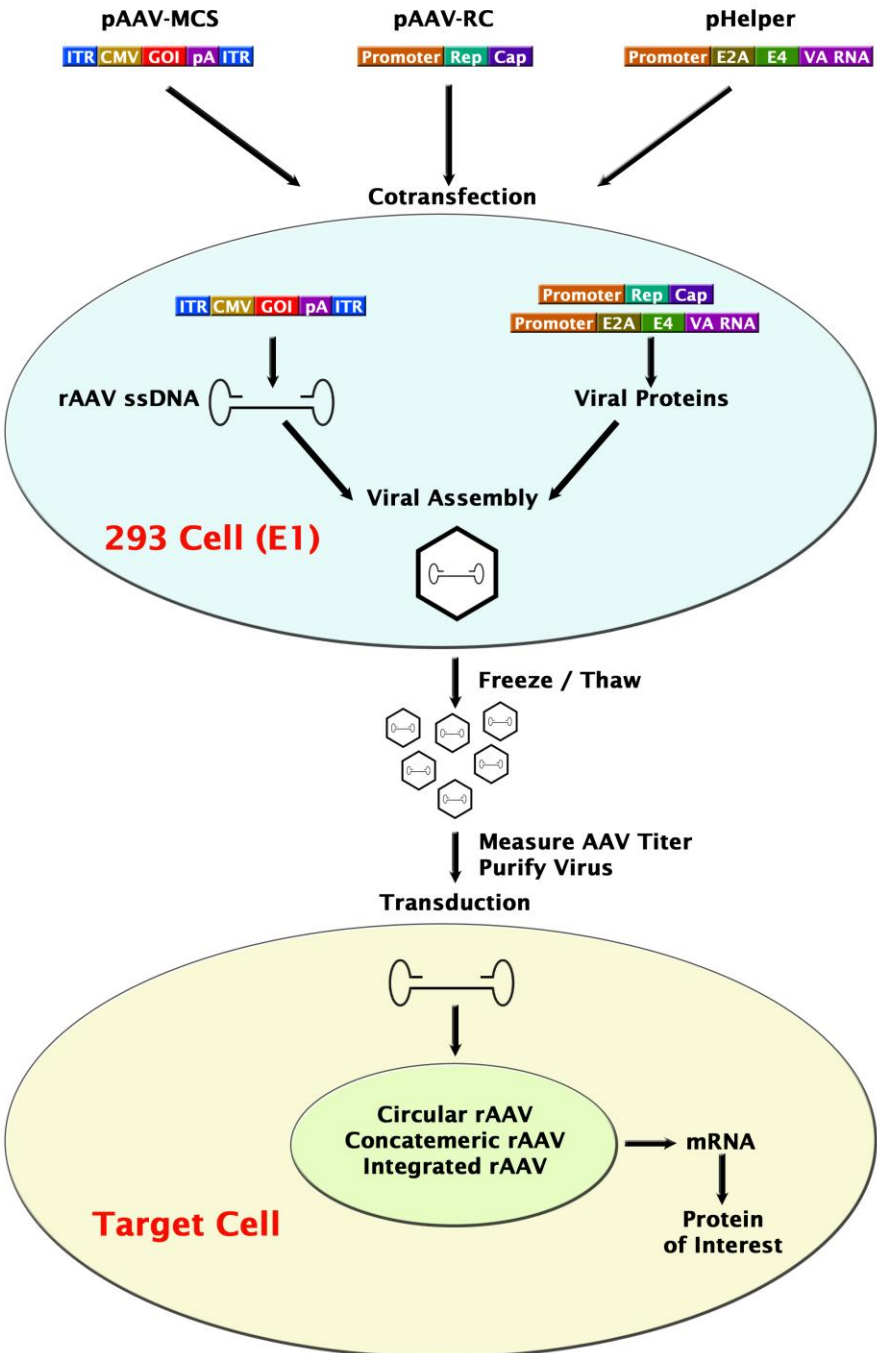 pAAV-MCS
pAAV-RC
pHelper
ITR CMV GOI pA ITR
Promoter Rep Cap
Promoter E2A E4 VA RNA
Cotransfection
ITR CMV GOI pA ITR
Promoter Rep Cap
Promoter E2A E4 VA RNA
rAAV ssDNA
Viral Proteins
Viral Assembly
293 Cell (E1)
Freeze / Thaw
Measure AAV Titer
Purify Virus
Transduction
Circular rAAV
Concatemeric rAAV
Integrated rAAV
mRNA
Target Cell
Protein
of Interest